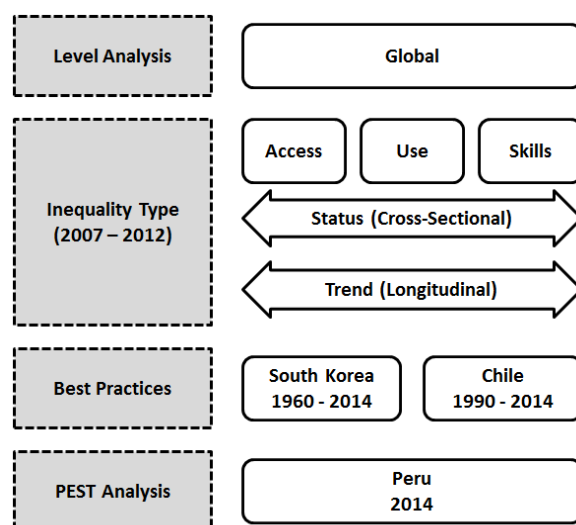 Level Analysis
Global
Inequality Type
(2007 – 2012)
Access
Use
Skills
Status (Cross-Sectional)
Trend (Longitudinal)
Best Practices
South Korea
1960 - 2014
Chile
1990 - 2014
PEST Analysis
Peru
2014